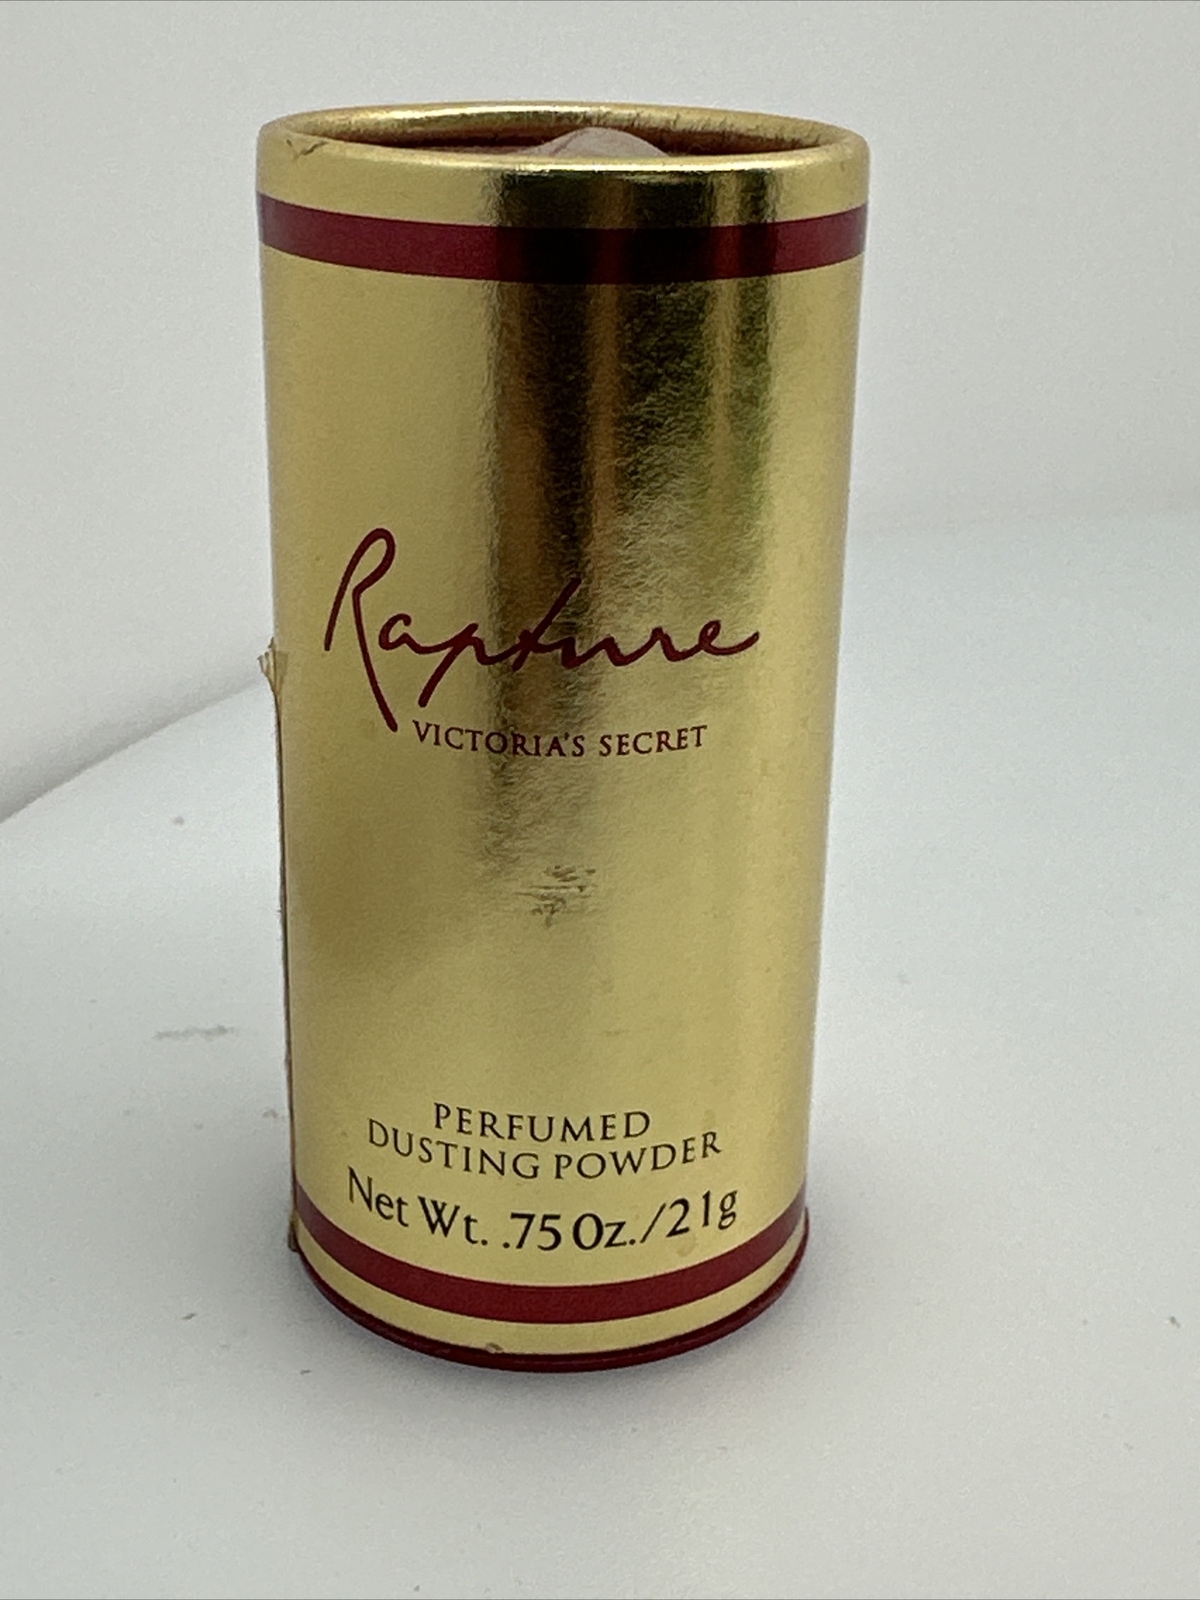 Rapture
VICTORIA'S SECRET
PERFUMED
DUSTING POWDER
Net Wt. .75 Oz./21g